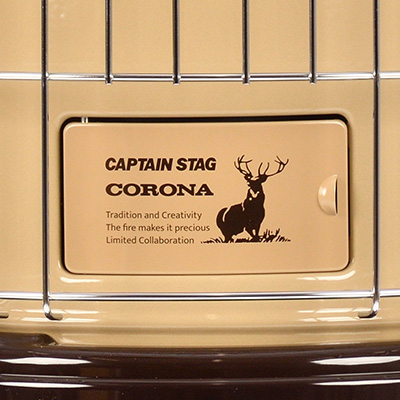 CAPTAIN STAG
CORONA
Tradition and Creativity
The fire makes it precious
Limited Collaboration